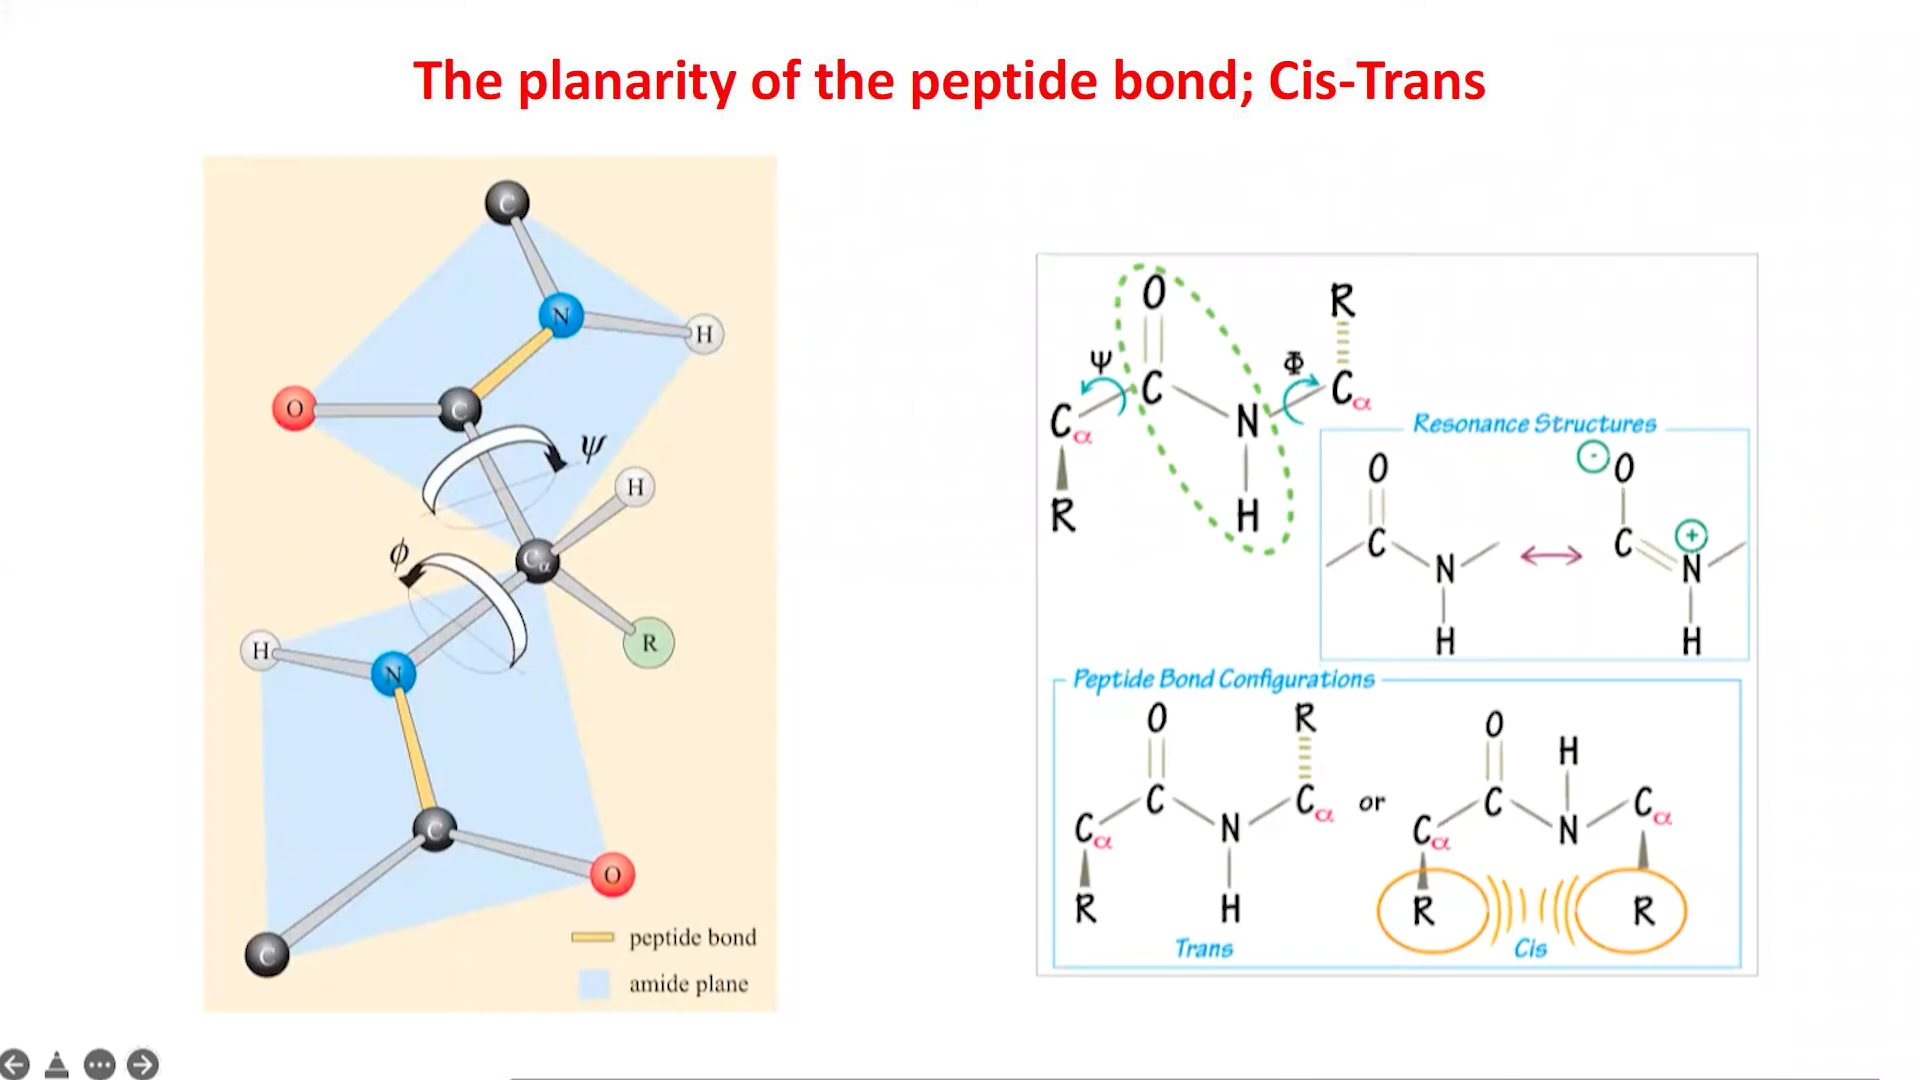 The planarity of the peptide bond; Cis-Trans
C
N
H
O
C
ψ
H
ϕ
Cα
H
R
N
C
O
C
peptide bond
amide plane
O
R
Ψ
Φ
C
Cα
Cα
N
R
H
Resonance Structures
O
- O
C
C
+
N
N
H
H
Peptide Bond Configurations
O
R
C
Cα
Cα
N
R
H
Trans
or
O
H
C
Cα
Cα
N
R
R
Cis